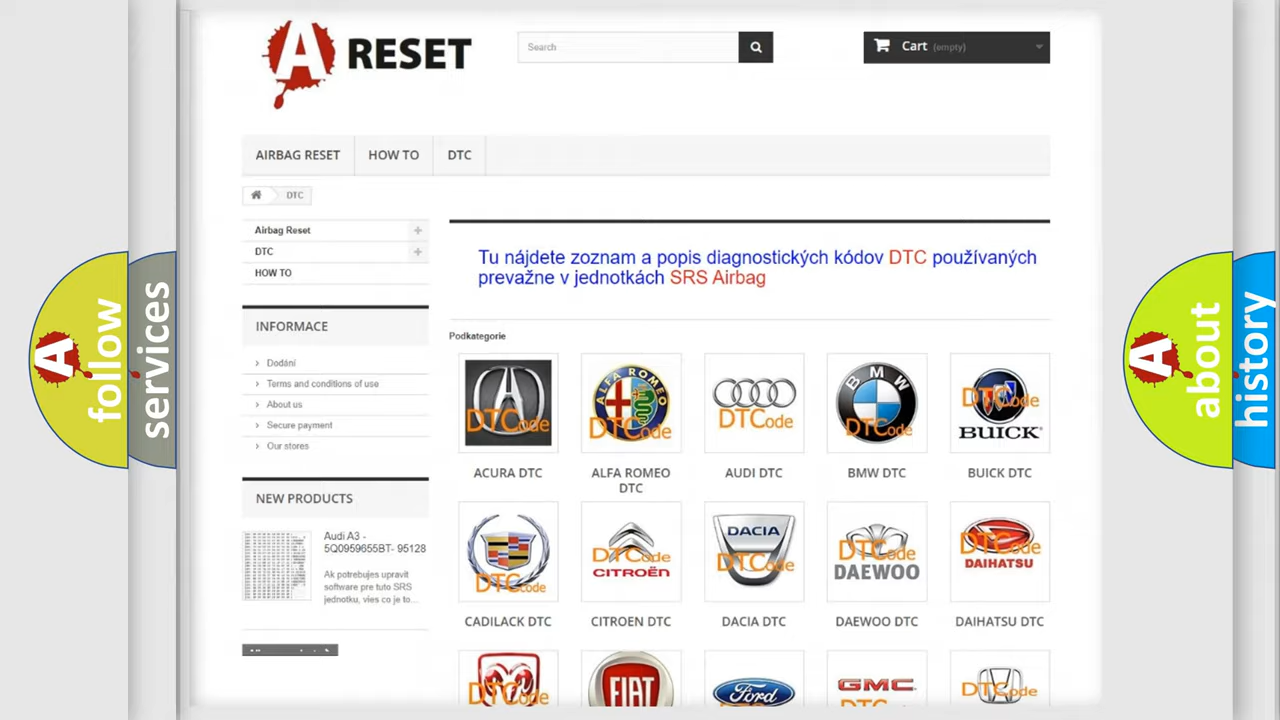 A RESET
Search
Cart (empty)
AIRBAG RESET
HOW TO
DTC
DTC
Airbag Reset
DTC
HOW TO
INFORMACE
Dodání
Terms and conditions of use
About us
Secure payment
Our stores
NEW PRODUCTS
Audi A3 -
5Q0959655BT- 95128
Ak potrebujes upravit
software pre tuto SRS
jednotku, vies co je to...
Tu nájdete zoznam a popis diagnostických kódov DTC používaných
prevažne v jednotkách SRS Airbag
Podkategorie
DTCode
ALFA ROMEO
DTCode
DTCode
BMW
DTCode
DTCode
BUICK
ACURA DTC
ALFA ROMEO
DTC
AUDI DTC
BMW DTC
BUICK DTC
DTCode
DTCode
CITROËN
DACIA
DTCode
DTCode
DAEWOO
DTCode
DAIHATSU
CADILACK DTC
CITROEN DTC
DACIA DTC
DAEWOO DTC
DAIHATSU DTC
DTCode
FIAT
Ford
GMC
DTCode
A follow
services
A about
history